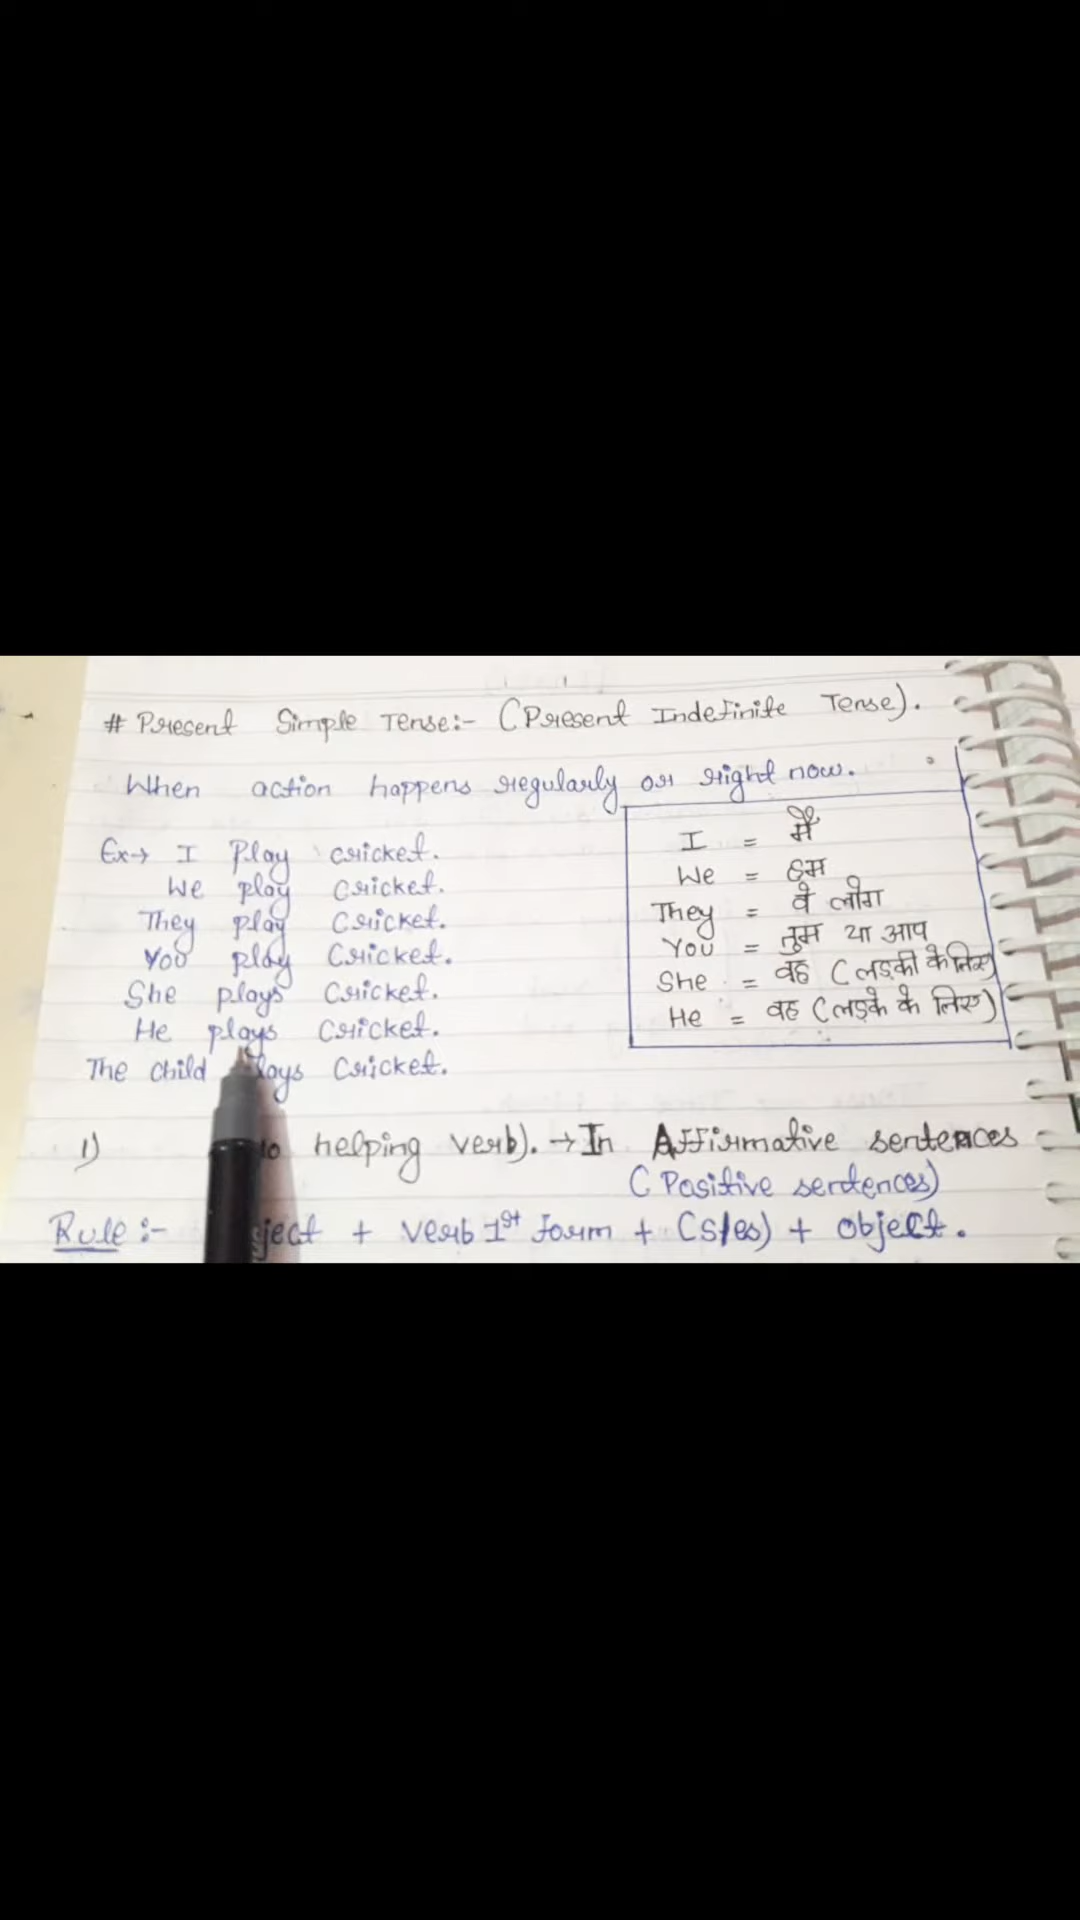 # Present Simple Tense:- (Present Indefinite Tense).
When action happens regularly or right now.
Ex→ I Play cricket.
We play cricket.
They play cricket.
You play cricket.
She plays cricket.
He plays cricket.
The child plays cricket.
I = मैं
We = हम
They = वे लोग
You = तुम या आप
She = वह (लड़की के लिए)
He = वह (लड़के के लिए)
1) helping verb). → In Affirmative sentences
(Positive sentences)
Rule :- + verb 1st form + (s/es) + object.